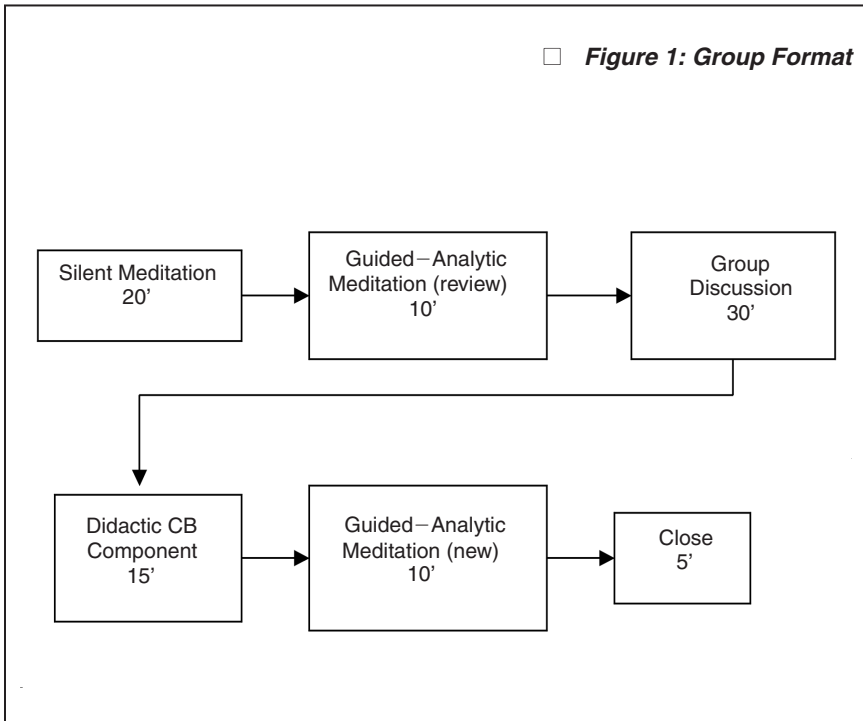 □ Figure 1: Group Format
Silent Meditation
20'
Guided–Analytic
Meditation (review)
10'
Group
Discussion
30'
Didactic CB
Component
15'
Guided–Analytic
Meditation (new)
10'
Close
5'